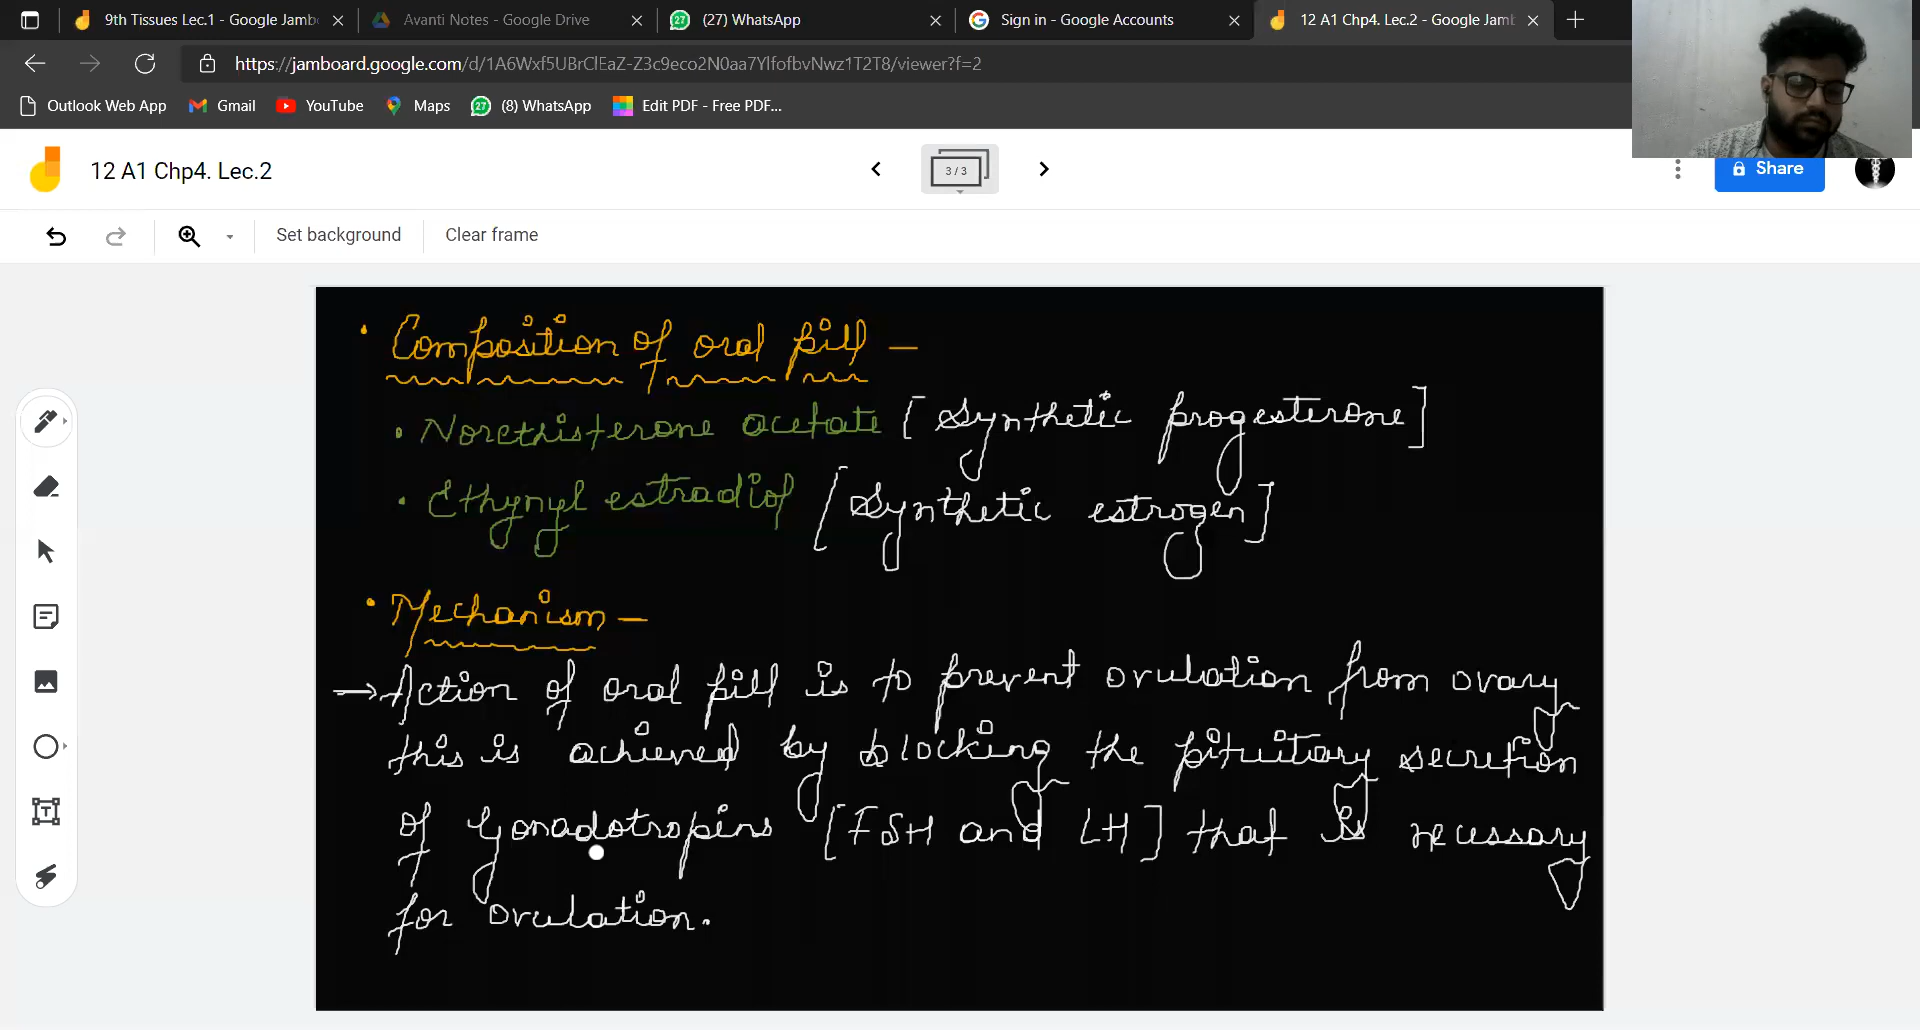 9th Tissues Lec.1 - Google Jambo
Avanti Notes - Google Drive
(27) WhatsApp
Sign in - Google Accounts
12 A1 Chp4. Lec.2 - Google Jamb
https://jamboard.google.com/d/1A6Wxf5UBrClEaZ-Z3c9eco2N0aa7YlfofbvNwz1T2T8/viewer?f=2
Outlook Web App
Gmail
YouTube
Maps
27
(8) WhatsApp
Edit PDF - Free PDF...
12 A1 Chp4. Lec.2
3 / 3
Share
Set background
Clear frame
• Composition of oral pill –
• Norethisterone acetate [Synthetic progesterone]
• Ethynyl estradiol [Synthetic estrogen]
• Mechanism –
→ Action of oral pill is to prevent ovulation from ovary
this is achieved by blocking the pituitary secretion
of Gonadotropins [FSH and LH] that is necessary
for ovulation.